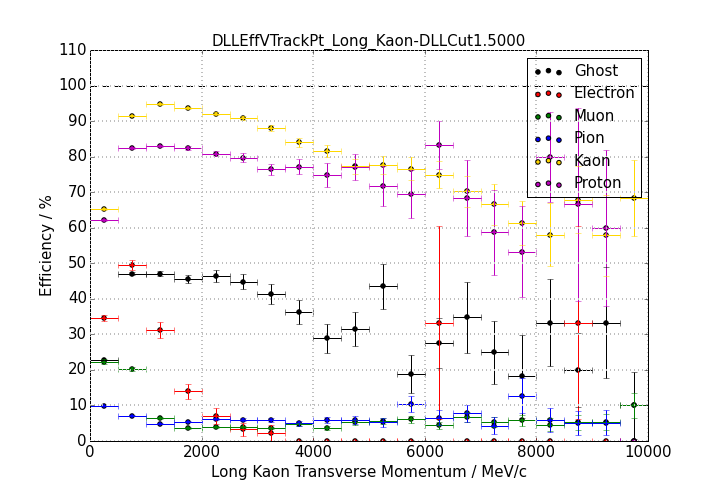 DLLEffVTrackPt_Long_Kaon-DLLCut1.5000
110
100
90
80
70
60
50
40
30
20
10
0
Efficiency / %
Ghost
Electron
Muon
Pion
Kaon
Proton
0 2000 4000 6000 8000 10000
Long Kaon Transverse Momentum / MeV/c